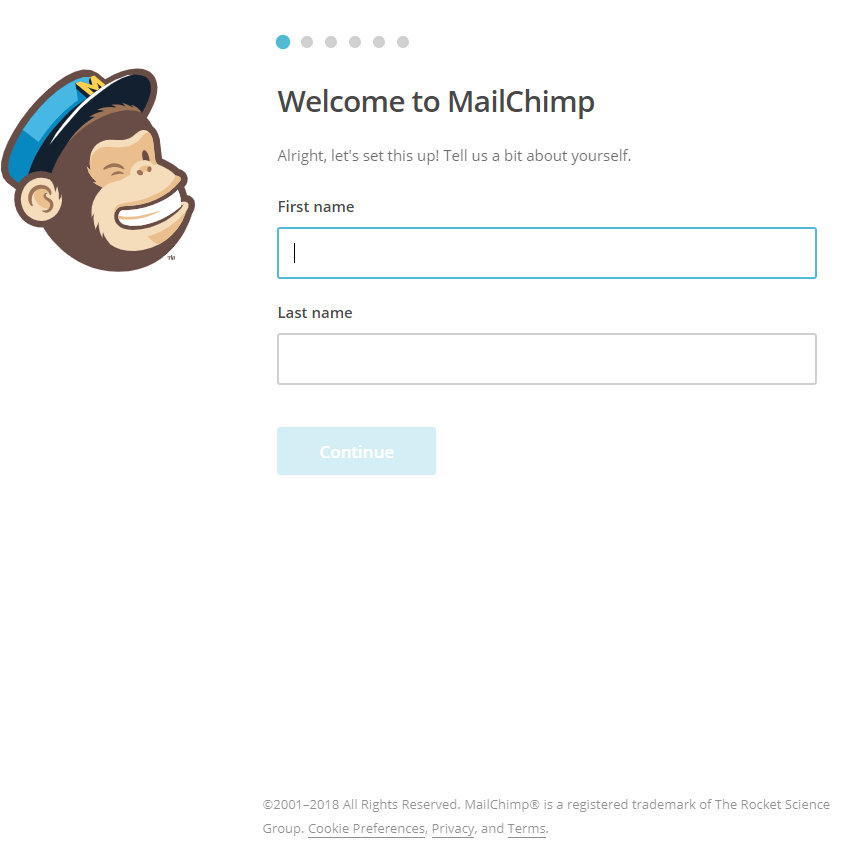 M
Welcome to MailChimp
Alright, let's set this up! Tell us a bit about yourself.
First name
Last name
Continue
©2001–2018 All Rights Reserved. MailChimp® is a registered trademark of The Rocket Science
Group. Cookie Preferences, Privacy, and Terms.